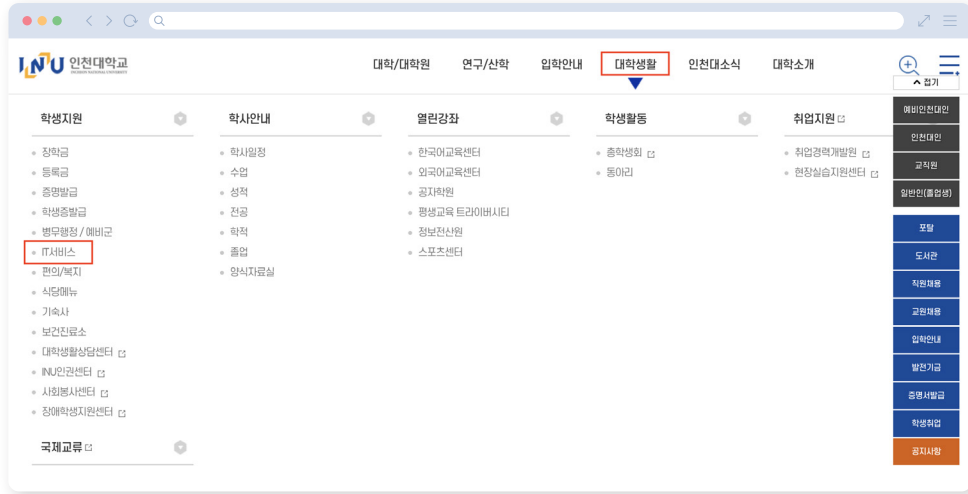 INU 인천대학교
INCHEON NATIONAL UNIVERSITY
대학/대학원 연구/산학 입학안내 대학생활 인천대소식 대학소개
접기
학생지원
장학금
등록금
증명발급
학생증발급
병무행정 / 예비군
IT서비스
편의/복지
식당메뉴
기숙사
보건진료소
대학생활상담센터
INU인권센터
사회봉사센터
장애학생지원센터
국제교류
학사안내
학사일정
수업
성적
전공
학적
졸업
양식자료실
열린강좌
한국어교육센터
외국어교육센터
공자학원
평생교육 트라이버시티
정보전산원
스포츠센터
학생활동
총학생회
동아리
취업지원
취업경력개발원
현장실습지원센터
예비인천대인
인천대인
교직원
일반인(졸업생)
포탈
도서관
직원채용
교원채용
입학안내
발전기금
증명서발급
학생취업
공지사항